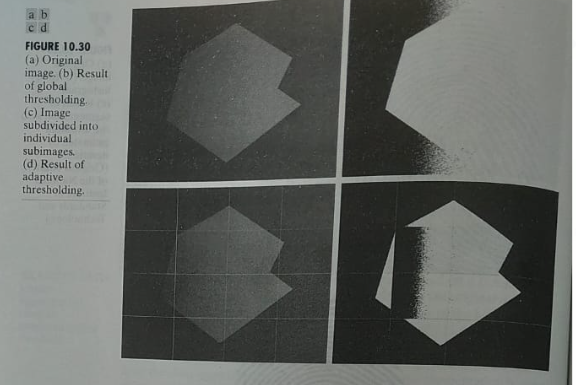 a b
c d
FIGURE 10.30
(a) Original
image. (b) Result
of global
thresholding.
(c) Image
subdivided into
individual
subimages.
(d) Result of
adaptive
thresholding.